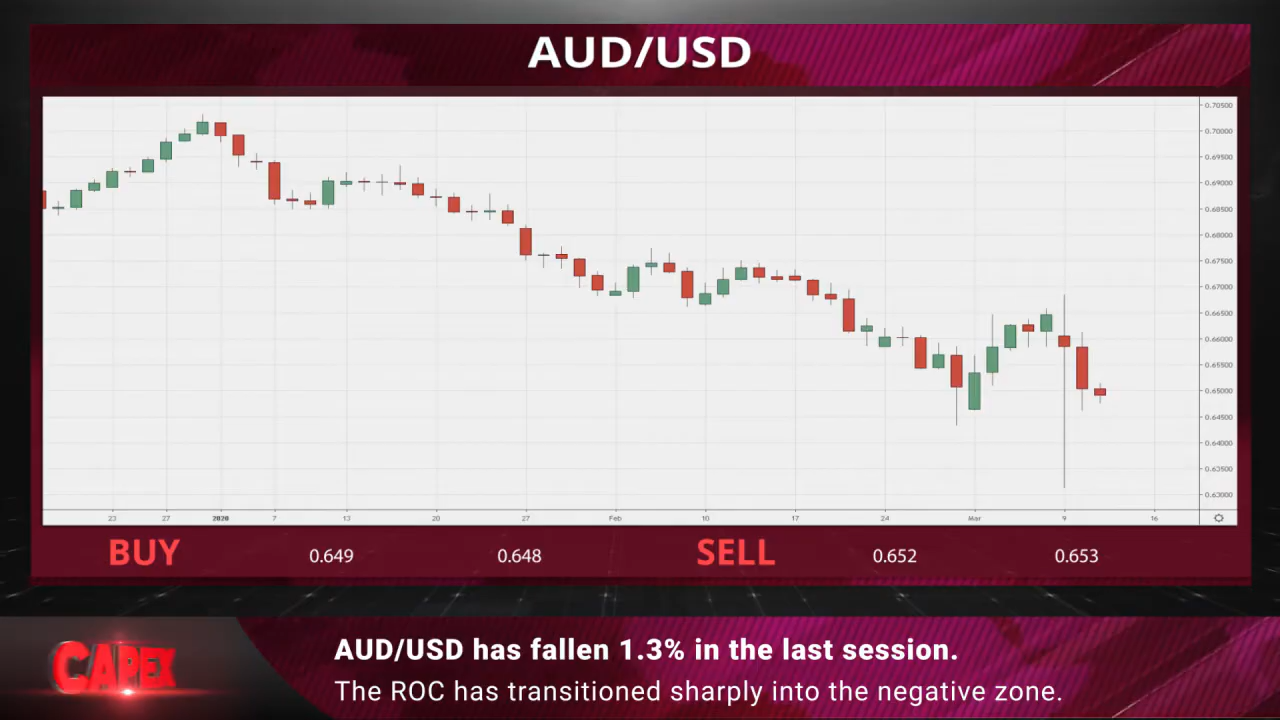 AUD/USD
0.70500
0.70000
0.69500
0.69000
0.68500
0.68000
0.67500
0.67000
0.66500
0.66000
0.65500
0.65000
0.64500
0.64000
0.63500
0.63000
23 27 2020 7 13 20 27 Feb 10 17 24 Mar 9 16
BUY 0.649 0.648 SELL 0.652 0.653
CAPEX
AUD/USD has fallen 1.3% in the last session.
The ROC has transitioned sharply into the negative zone.